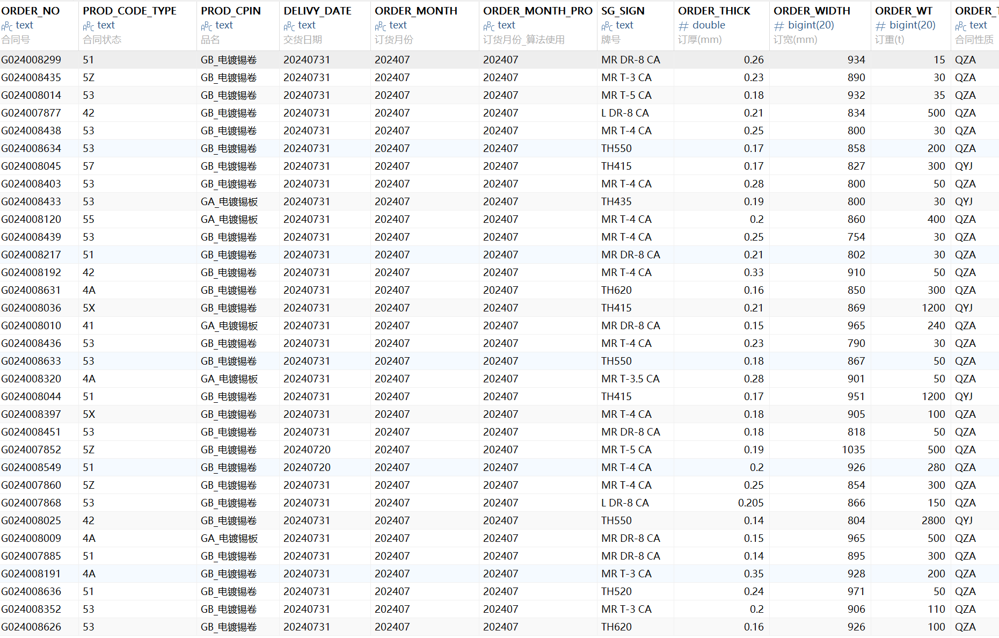 ORDER_NO PROD_CODE_TYPE PROD_CPIN DELIVY_DATE ORDER_MONTH ORDER_MONTH_PRO SG_SIGN ORDER_THICK ORDER_WIDTH ORDER_WT ORDER_T
ABC text ABC text ABC text ABC text ABC text ABC text ABC text # double # bigint(20) # bigint(20) ABC text
合同号 合同状态 品名 交货日期 订货月份 订货月份_算法使用 牌号 订厚(mm) 订宽(mm) 订重(t) 合同性质
G024008299 51 GB_电镀锡卷 20240731 202407 202407 MR DR-8 CA 0.26 934 15 QZA
G024008435 5Z GB_电镀锡卷 20240731 202407 202407 MR T-3 CA 0.23 890 30 QZA
G024008014 53 GB_电镀锡卷 20240731 202407 202407 MR T-5 CA 0.18 932 35 QZA
G024007877 42 GB_电镀锡卷 20240731 202407 202407 L DR-8 CA 0.21 834 500 QZA
G024008438 53 GB_电镀锡卷 20240731 202407 202407 MR T-4 CA 0.25 800 30 QZA
G024008634 53 GB_电镀锡卷 20240731 202407 202407 TH550 0.17 858 200 QZA
G024008045 57 GB_电镀锡卷 20240731 202407 202407 TH415 0.17 827 300 QYJ
G024008403 53 GB_电镀锡卷 20240731 202407 202407 MR T-4 CA 0.28 800 50 QZA
G024008433 53 GA_电镀锡板 20240731 202407 202407 TH435 0.19 800 30 QYJ
G024008120 55 GA_电镀锡板 20240731 202407 202407 MR T-4 CA 0.2 860 400 QZA
G024008439 53 GB_电镀锡卷 20240731 202407 202407 MR T-4 CA 0.25 754 30 QZA
G024008217 51 GB_电镀锡卷 20240731 202407 202407 MR DR-8 CA 0.21 802 30 QZA
G024008192 42 GB_电镀锡卷 20240731 202407 202407 MR T-4 CA 0.33 910 50 QZA
G024008631 4A GB_电镀锡卷 20240731 202407 202407 TH620 0.16 850 300 QZA
G024008036 5X GB_电镀锡卷 20240731 202407 202407 TH415 0.21 869 1200 QYJ
G024008010 41 GA_电镀锡板 20240731 202407 202407 MR DR-8 CA 0.15 965 240 QZA
G024008436 53 GB_电镀锡卷 20240731 202407 202407 MR T-4 CA 0.23 790 30 QZA
G024008633 53 GB_电镀锡卷 20240731 202407 202407 TH550 0.18 867 50 QZA
G024008320 4A GA_电镀锡板 20240731 202407 202407 MR T-3.5 CA 0.28 901 50 QZA
G024008044 51 GB_电镀锡卷 20240731 202407 202407 TH415 0.17 951 1200 QYJ
G024008397 5X GB_电镀锡卷 20240731 202407 202407 MR T-4 CA 0.18 905 100 QZA
G024008451 53 GB_电镀锡卷 20240731 202407 202407 MR DR-8 CA 0.18 818 50 QZA
G024007852 5Z GB_电镀锡卷 20240720 202407 202407 MR T-5 CA 0.19 1035 500 QZA
G024008549 51 GB_电镀锡卷 20240720 202407 202407 MR T-4 CA 0.2 926 280 QZA
G024007860 5Z GB_电镀锡卷 20240731 202407 202407 MR T-4 CA 0.25 854 300 QZA
G024007868 53 GB_电镀锡卷 20240731 202407 202407 L DR-8 CA 0.205 866 150 QZA
G024008025 42 GB_电镀锡卷 20240731 202407 202407 TH550 0.14 804 2800 QYJ
G024008009 4A GA_电镀锡板 20240731 202407 202407 MR DR-8 CA 0.15 965 500 QZA
G024007885 51 GB_电镀锡卷 20240731 202407 202407 MR DR-8 CA 0.14 895 300 QZA
G024008191 4A GB_电镀锡卷 20240731 202407 202407 MR T-3 CA 0.35 928 200 QZA
G024008636 51 GB_电镀锡卷 20240731 202407 202407 TH520 0.24 971 50 QZA
G024008352 53 GB_电镀锡卷 20240731 202407 202407 MR T-3 CA 0.2 906 110 QZA
G024008626 53 GB_电镀锡卷 20240731 202407 202407 TH620 0.16 926 100 QZA